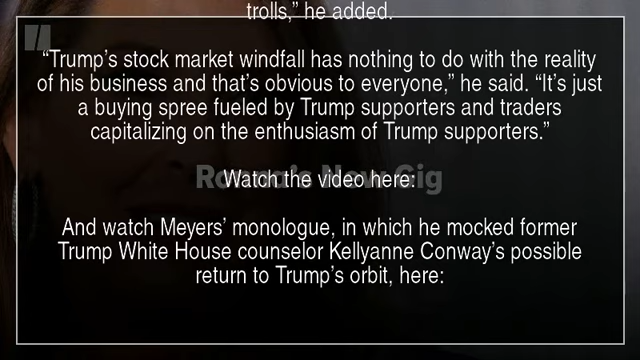 trolls,” he added.
“Trump’s stock market windfall has nothing to do with the reality
of his business and that’s obvious to everyone,” he said. “It’s just
a buying spree fueled by Trump supporters and traders
capitalizing on the enthusiasm of Trump supporters.”
Watch the video here:
And watch Meyers’ monologue, in which he mocked former
Trump White House counselor Kellyanne Conway’s possible
return to Trump’s orbit, here: